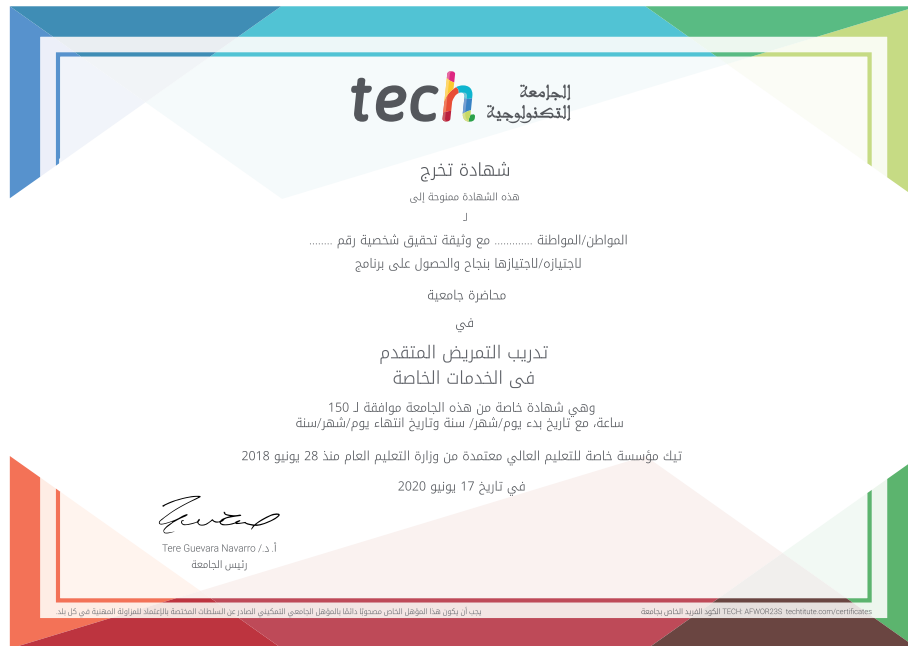 tech
الجامعة
التكنولوجية
شهادة تخرج
هذه الشهادة ممنوحة إلى
لـ
المواطن/المواطنة ............. مع وثيقة تحقيق شخصية رقم ........
لاجتيازه/لاجتيازها بنجاح والحصول على برنامج
محاضرة جامعية
في
تدريب التمريض المتقدم
فى الخدمات الخاصة
وهي شهادة خاصة من هذه الجامعة موافقة لـ 150
ساعة، مع تاريخ بدء يوم/شهر/ سنة وتاريخ انتهاء يوم/شهر/سنة
تيك مؤسسة خاصة للتعليم العالي معتمدة من وزارة التعليم العام منذ 28 يونيو 2018
في تاريخ 17 يونيو 2020
أ.د./ Tere Guevara Navarro
رئيس الجامعة
يجب أن يكون هذا المؤهل الخاص مصحوبًا دائمًا بالمؤهل الجامعي التمكيني الصادر عن السلطات المختصة بالإعتماد للمزاولة المهنية في كل بلد.
الكود الفريد الخاص بجامعة TECH: AFWOR23S techtitute.com/certificates